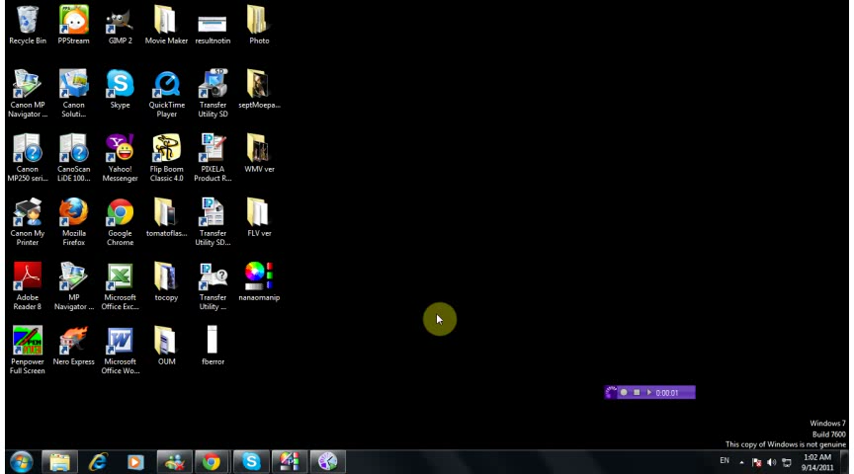 Recycle Bin
PPStream
GIMP 2
Movie Maker
resultnotin
Photo
Canon MP
Navigator ...
Canon
Soluti...
Skype
QuickTime
Player
Transfer
Utility SD
septMoepa...
Canon
MP250 seri...
CanoScan
LiDE 100...
Yahoo!
Messenger
Flip Boom
Classic 4.0
PIXELA
Product R...
WMV ver
Canon My
Printer
Mozilla
Firefox
Google
Chrome
tomatoflas...
Transfer
Utility SD...
FLV ver
Adobe
Reader 8
MP
Navigator ...
Microsoft
Office Exc...
tocopy
Transfer
Utility ...
nanaomanip
Penpower
Full Screen
Nero Express
Microsoft
Office Wo...
OUM
fberror
0:00:01
Windows 7
Build 7600
This copy of Windows is not genuine
EN
1:02 AM
9/14/2011